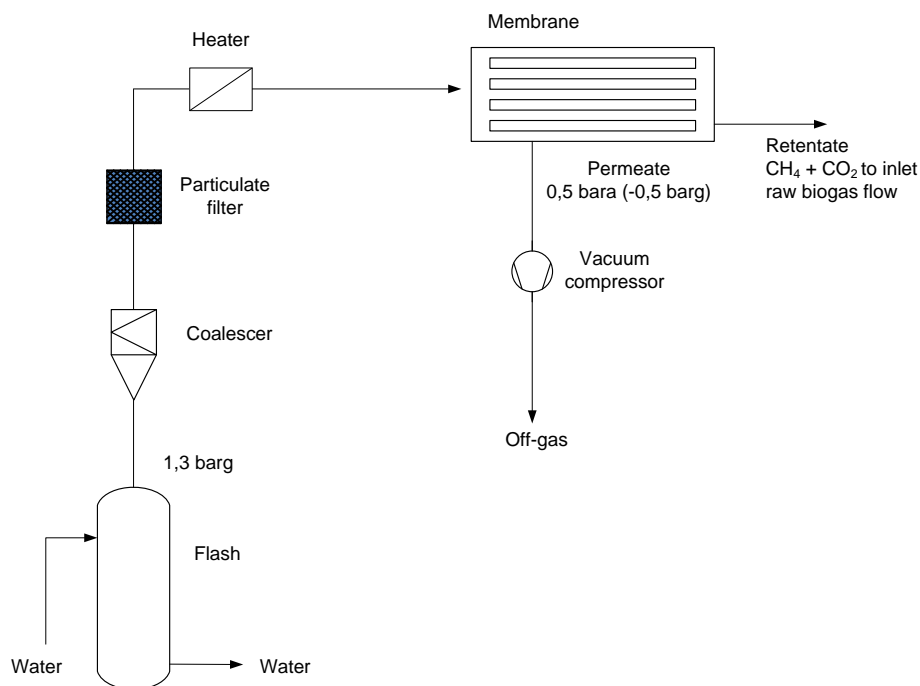 Membrane
Heater
Retentate
CH₄ + CO₂ to inlet
raw biogas flow
Permeate
0,5 bara (-0,5 barg)
Particulate
filter
Vacuum
compressor
Coalescer
Off-gas
1,3 barg
Flash
Water
Water